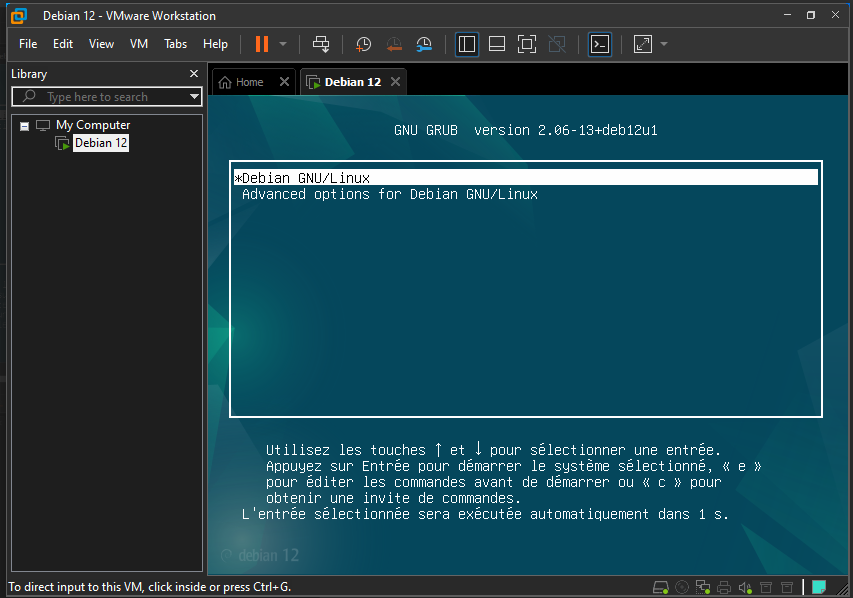 Debian 12 - VMware Workstation
File Edit View VM Tabs Help
Library
Type here to search
My Computer
Debian 12
Home
Debian 12
GNU GRUB version 2.06-13+deb12u1
*Debian GNU/Linux
Advanced options for Debian GNU/Linux
Utilisez les touches ↑ et ↓ pour sélectionner une entrée.
Appuyez sur Entrée pour démarrer le système sélectionné, « e »
pour éditer les commandes avant de démarrer ou « c » pour
obtenir une invite de commandes.
L'entrée sélectionnée sera exécutée automatiquement dans 1 s.
debian 12
To direct input to this VM, click inside or press Ctrl+G.